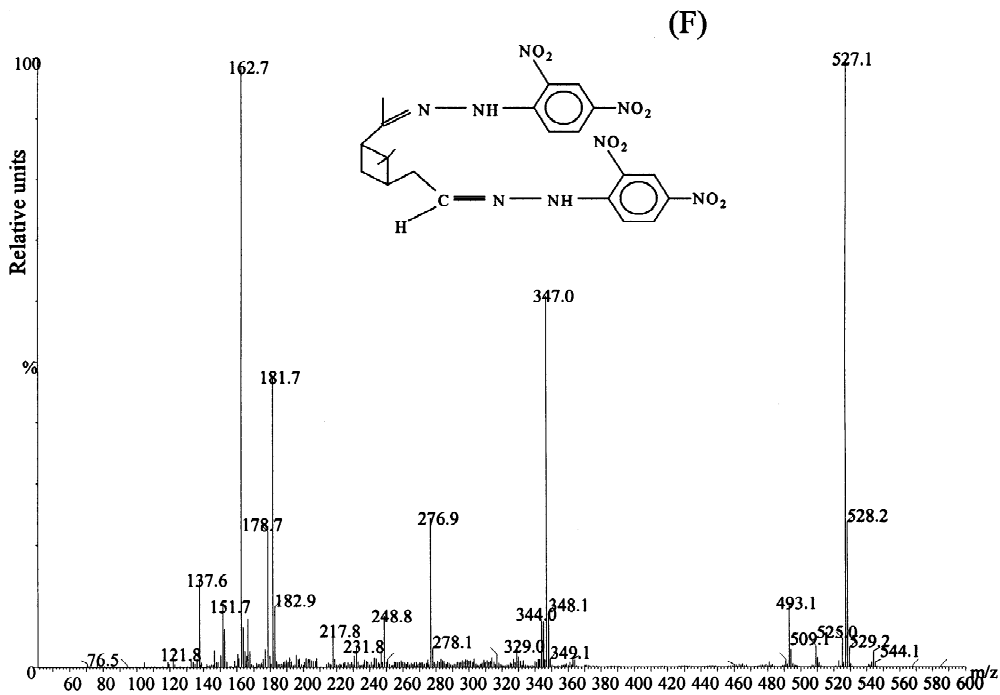 (F)
100
162.7
527.1
NO2
N
NH
NO2
NO2
C
N
NH
NO2
H
Relative units
347.0
%
181.7
276.9
178.7
528.2
137.6
151.7
182.9
248.8
344.0
348.1
493.1
217.8
231.8
278.1
329.0
349.1
509
525.0
529.2
544.1
76.5
121.8
0
60 80 100 120 140 160 180 200 220 240 260 280 300 320 340 360 380 400 420 440 460 480 500 520 540 560 580 600 m/z